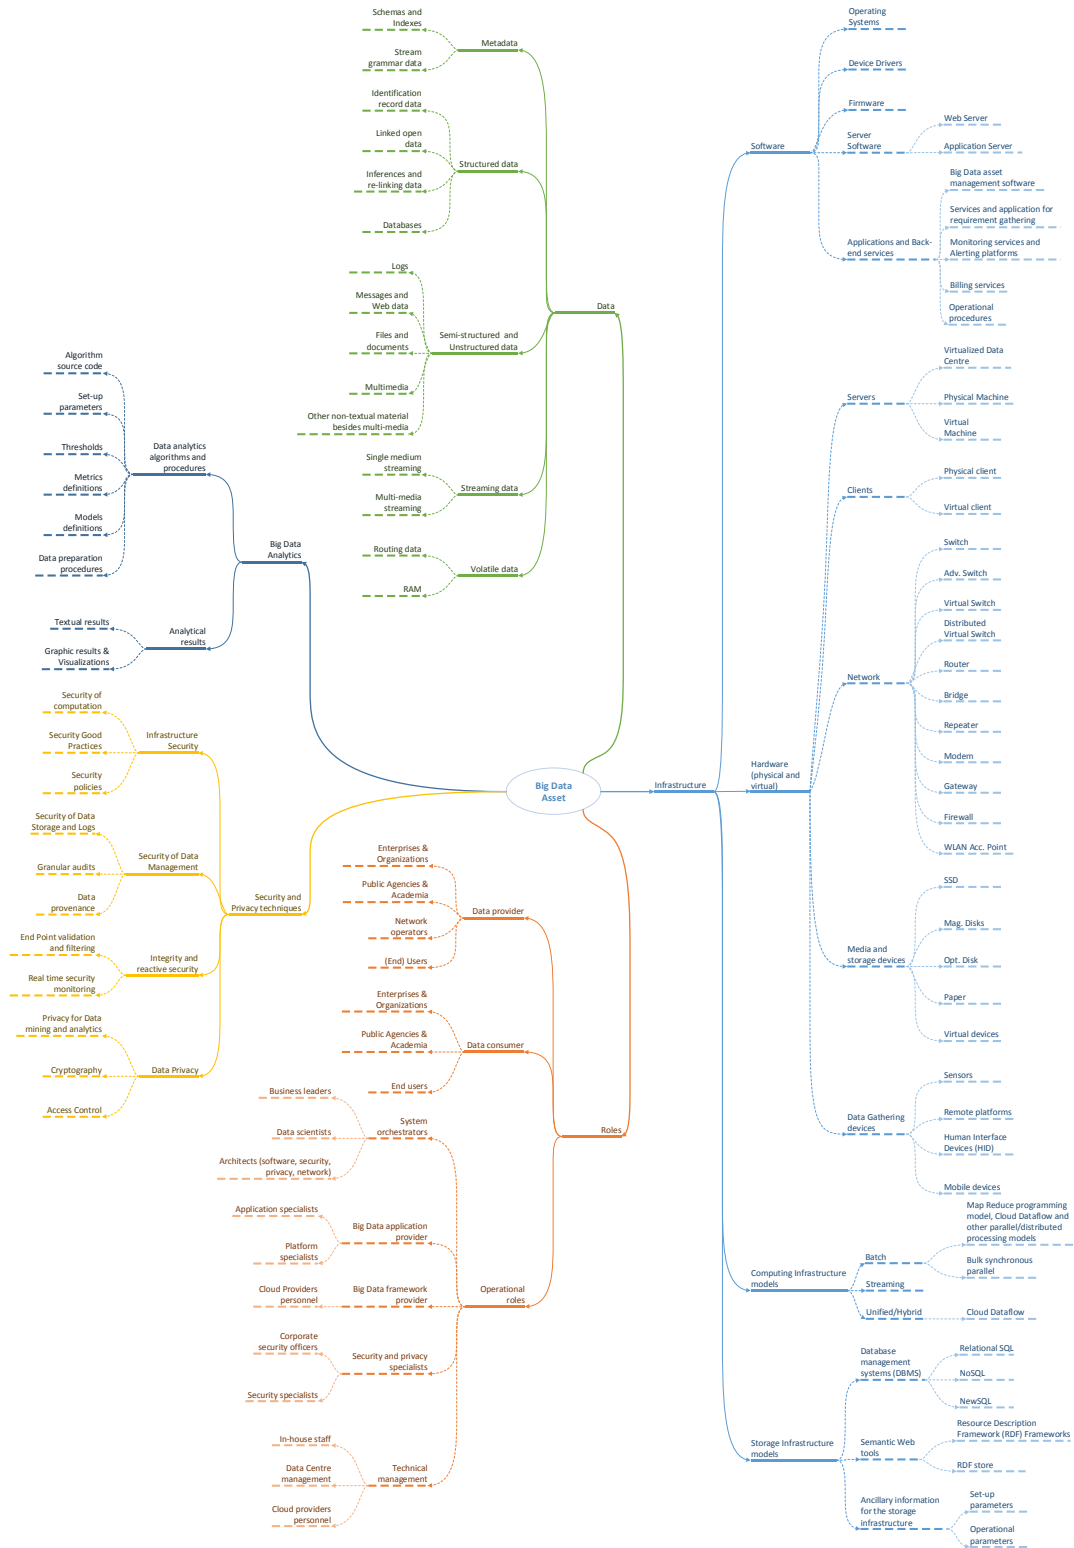 Big Data
Asset
Data
Metadata
Schemas and
Indexes
Stream
grammar data
Structured data
Identification
record data
Linked open
data
Inferences and
re-linking data
Databases
Semi-structured and
Unstructured data
Logs
Messages and
Web data
Files and
documents
Multimedia
Other non-textual material
besides multi-media
Streaming data
Single medium
streaming
Multi-media
streaming
Volatile data
Routing data
RAM
Big Data
Analytics
Data analytics
algorithms and
procedures
Algorithm
source code
Set-up
parameters
Thresholds
Metrics
definitions
Models
definitions
Data preparation
procedures
Analytical
results
Textual results
Graphic results &
Visualizations
Security and
Privacy techniques
Infrastructure
Security
Security of
computation
Security Good
Practices
Security
policies
Security of Data
Management
Security of Data
Storage and Logs
Granular audits
Data
provenance
Integrity and
reactive security
End Point validation
and filtering
Real time security
monitoring
Data Privacy
Privacy for Data
mining and analytics
Cryptography
Access Control
Roles
Data provider
Enterprises &
Organizations
Public Agencies &
Academia
Network
operators
(End) Users
Data consumer
Enterprises &
Organizations
Public Agencies &
Academia
End users
Operational
roles
System
orchestrators
Business leaders
Data scientists
Architects (software, security,
privacy, network)
Big Data application
provider
Application specialists
Platform
specialists
Big Data framework
provider
Cloud Providers
personnel
Security and privacy
specialists
Corporate
security officers
Security specialists
Technical
management
In-house staff
Data Centre
management
Cloud providers
personnel
Infrastructure
Software
Operating
Systems
Device Drivers
Firmware
Server
Software
Web Server
Application Server
Applications and Back-
end services
Big Data asset
management software
Services and application for
requirement gathering
Monitoring services and
Alerting platforms
Billing services
Operational
procedures
Hardware
(physical and
virtual)
Servers
Virtualized Data
Centre
Physical Machine
Virtual
Machine
Clients
Physical client
Virtual client
Network
Switch
Adv. Switch
Virtual Switch
Distributed
Virtual Switch
Router
Bridge
Repeater
Modem
Gateway
Firewall
WLAN Acc. Point
Media and
storage devices
SSD
Mag. Disks
Opt. Disk
Paper
Virtual devices
Data Gathering
devices
Sensors
Remote platforms
Human Interface
Devices (HID)
Mobile devices
Computing Infrastructure
models
Batch
Map Reduce programming
model, Cloud Dataflow and
other parallel/distributed
processing models
Bulk synchronous
parallel
Streaming
Unified/Hybrid
Cloud Dataflow
Storage Infrastructure
models
Database
management
systems (DBMS)
Relational SQL
NoSQL
NewSQL
Semantic Web
tools
Resource Description
Framework (RDF) Frameworks
RDF store
Ancillary information
for the storage
infrastructure
Set-up
parameters
Operational
parameters